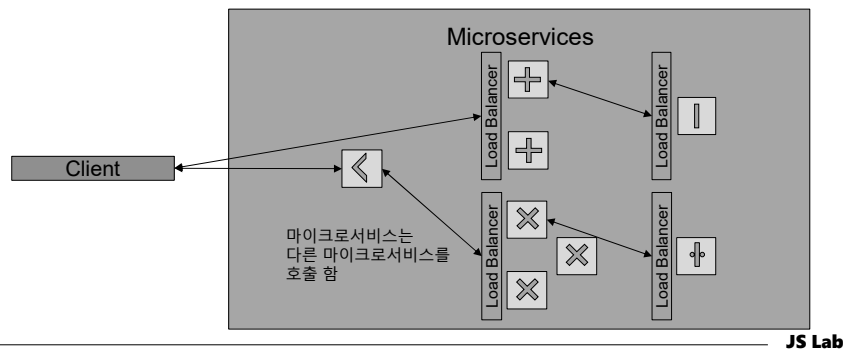 Microservices
Load Balancer
Load Balancer
Client
마이크로서비스는
다른 마이크로서비스를
호출 함
Load Balancer
Load Balancer
JS Lab